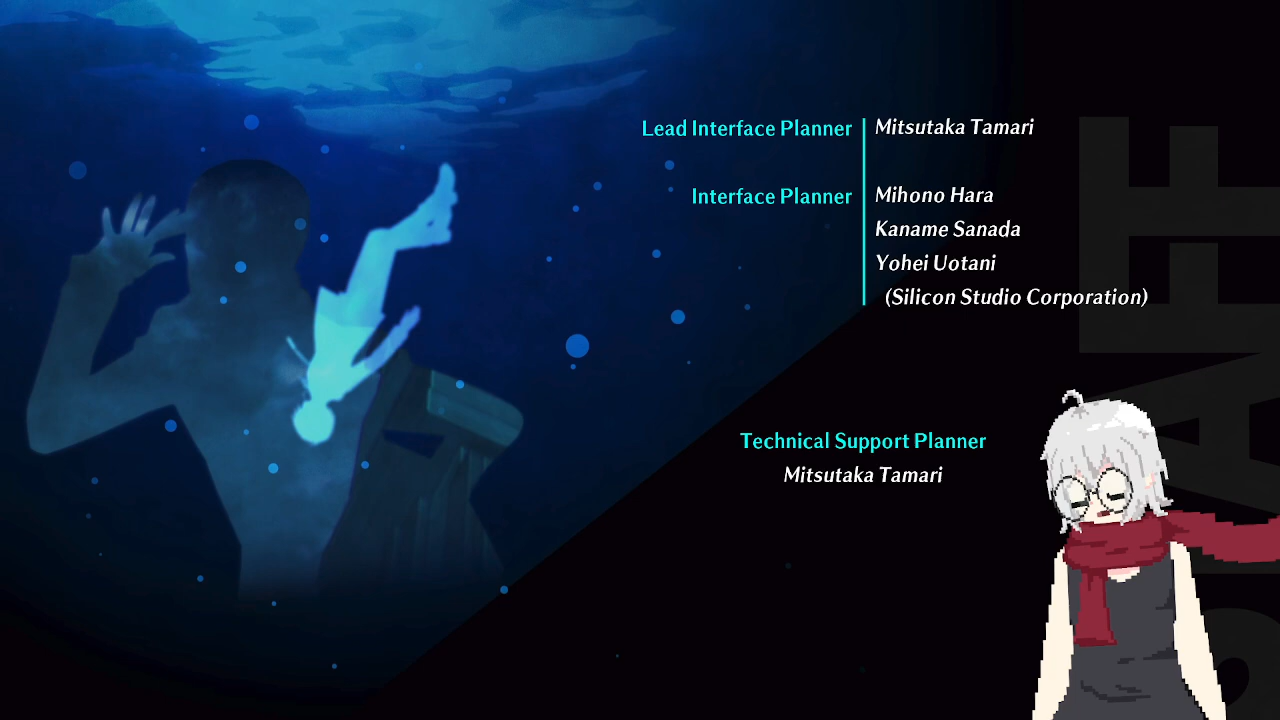 Lead Interface Planner
Mitsutaka Tamari
Interface Planner
Mihono Hara
Kaname Sanada
Yohei Uotani
(Silicon Studio Corporation)
Technical Support Planner
Mitsutaka Tamari
STAFF